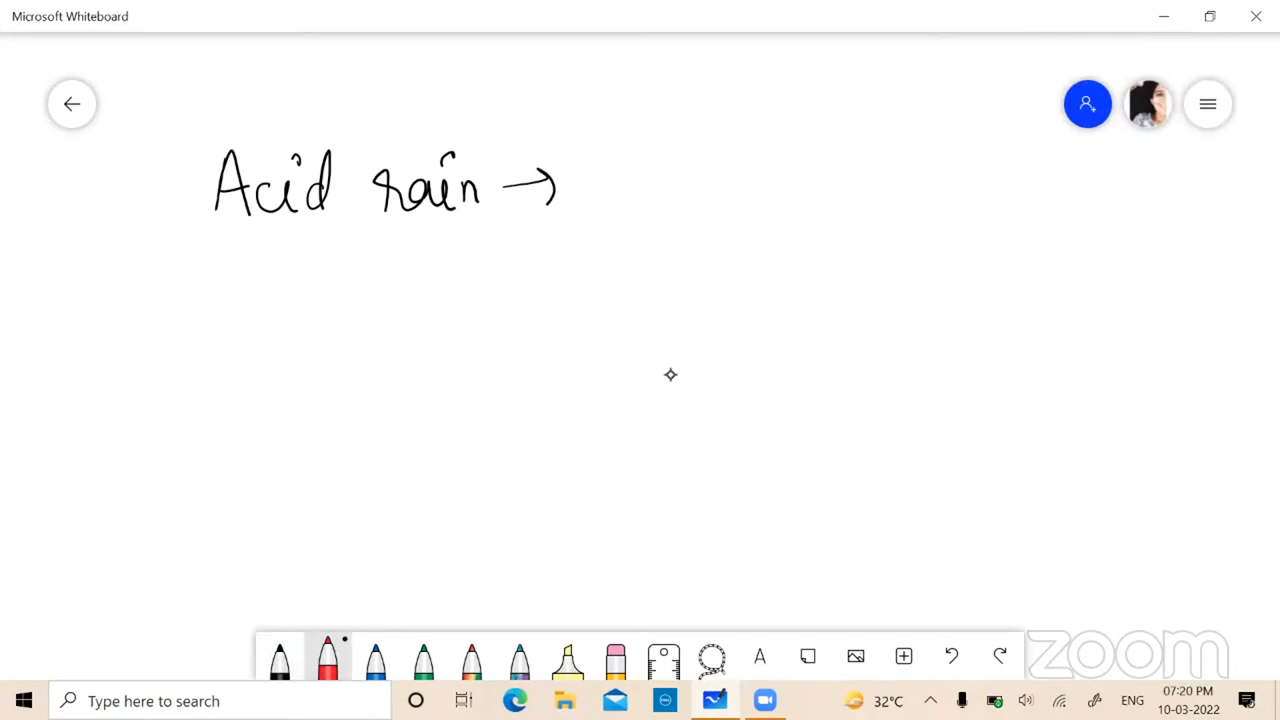 Microsoft Whiteboard
Acid rain →
A
zoom
Type here to search
32°C
ENG
07:20 PM
10-03-2022